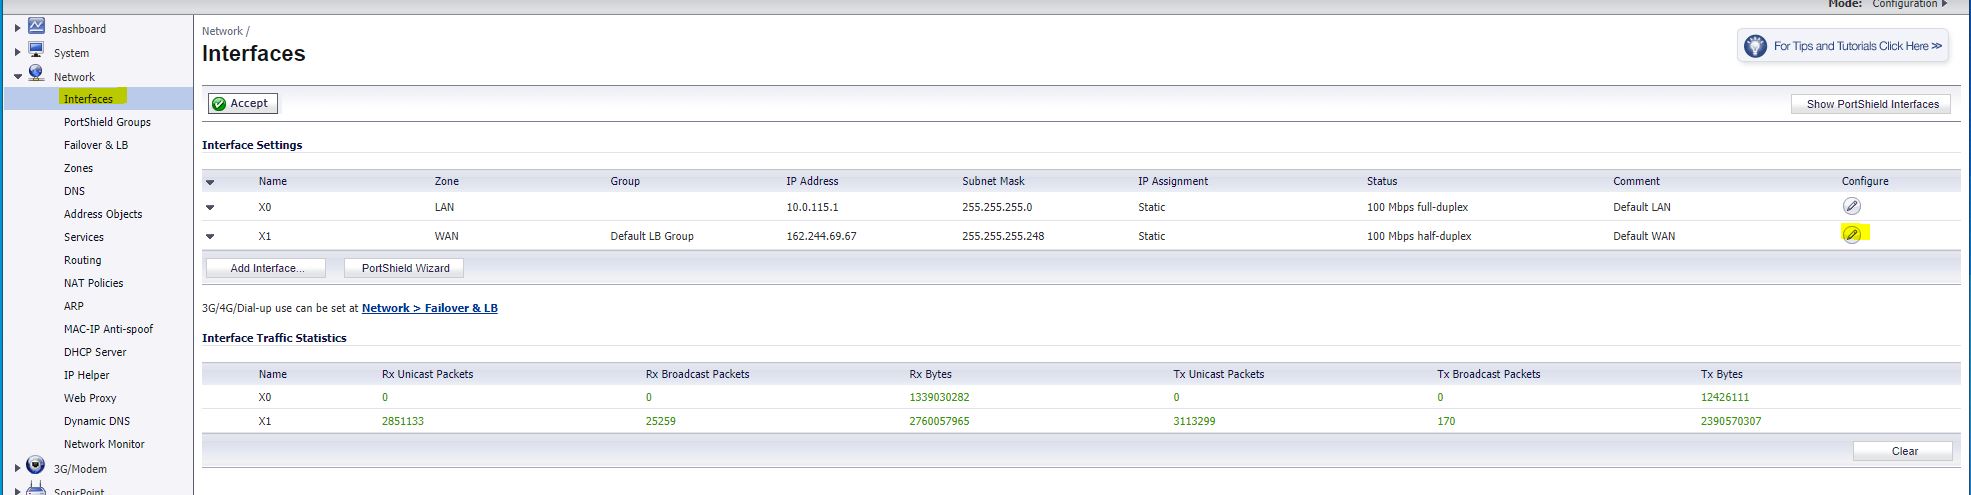 Mode: Configuration
Dashboard
System
Network
Interfaces
PortShield Groups
Failover & LB
Zones
DNS
Address Objects
Services
Routing
NAT Policies
ARP
MAC-IP Anti-spoof
DHCP Server
IP Helper
Web Proxy
Dynamic DNS
Network Monitor
3G/Modem
SonicPoint
Network /
Interfaces
For Tips and Tutorials Click Here >>
Accept
Show PortShield Interfaces
Interface Settings
Name Zone Group IP Address Subnet Mask IP Assignment Status Comment Configure
X0 LAN 10.0.115.1 255.255.255.0 Static 100 Mbps full-duplex Default LAN
X1 WAN Default LB Group 162.244.69.67 255.255.255.248 Static 100 Mbps half-duplex Default WAN
Add Interface... PortShield Wizard
3G/4G/Dial-up use can be set at Network > Failover & LB
Interface Traffic Statistics
Name Rx Unicast Packets Rx Broadcast Packets Rx Bytes Tx Unicast Packets Tx Broadcast Packets Tx Bytes
X0 0 0 1339030282 0 0 12426111
X1 2851133 25259 2760057965 3113299 170 2390570307
Clear